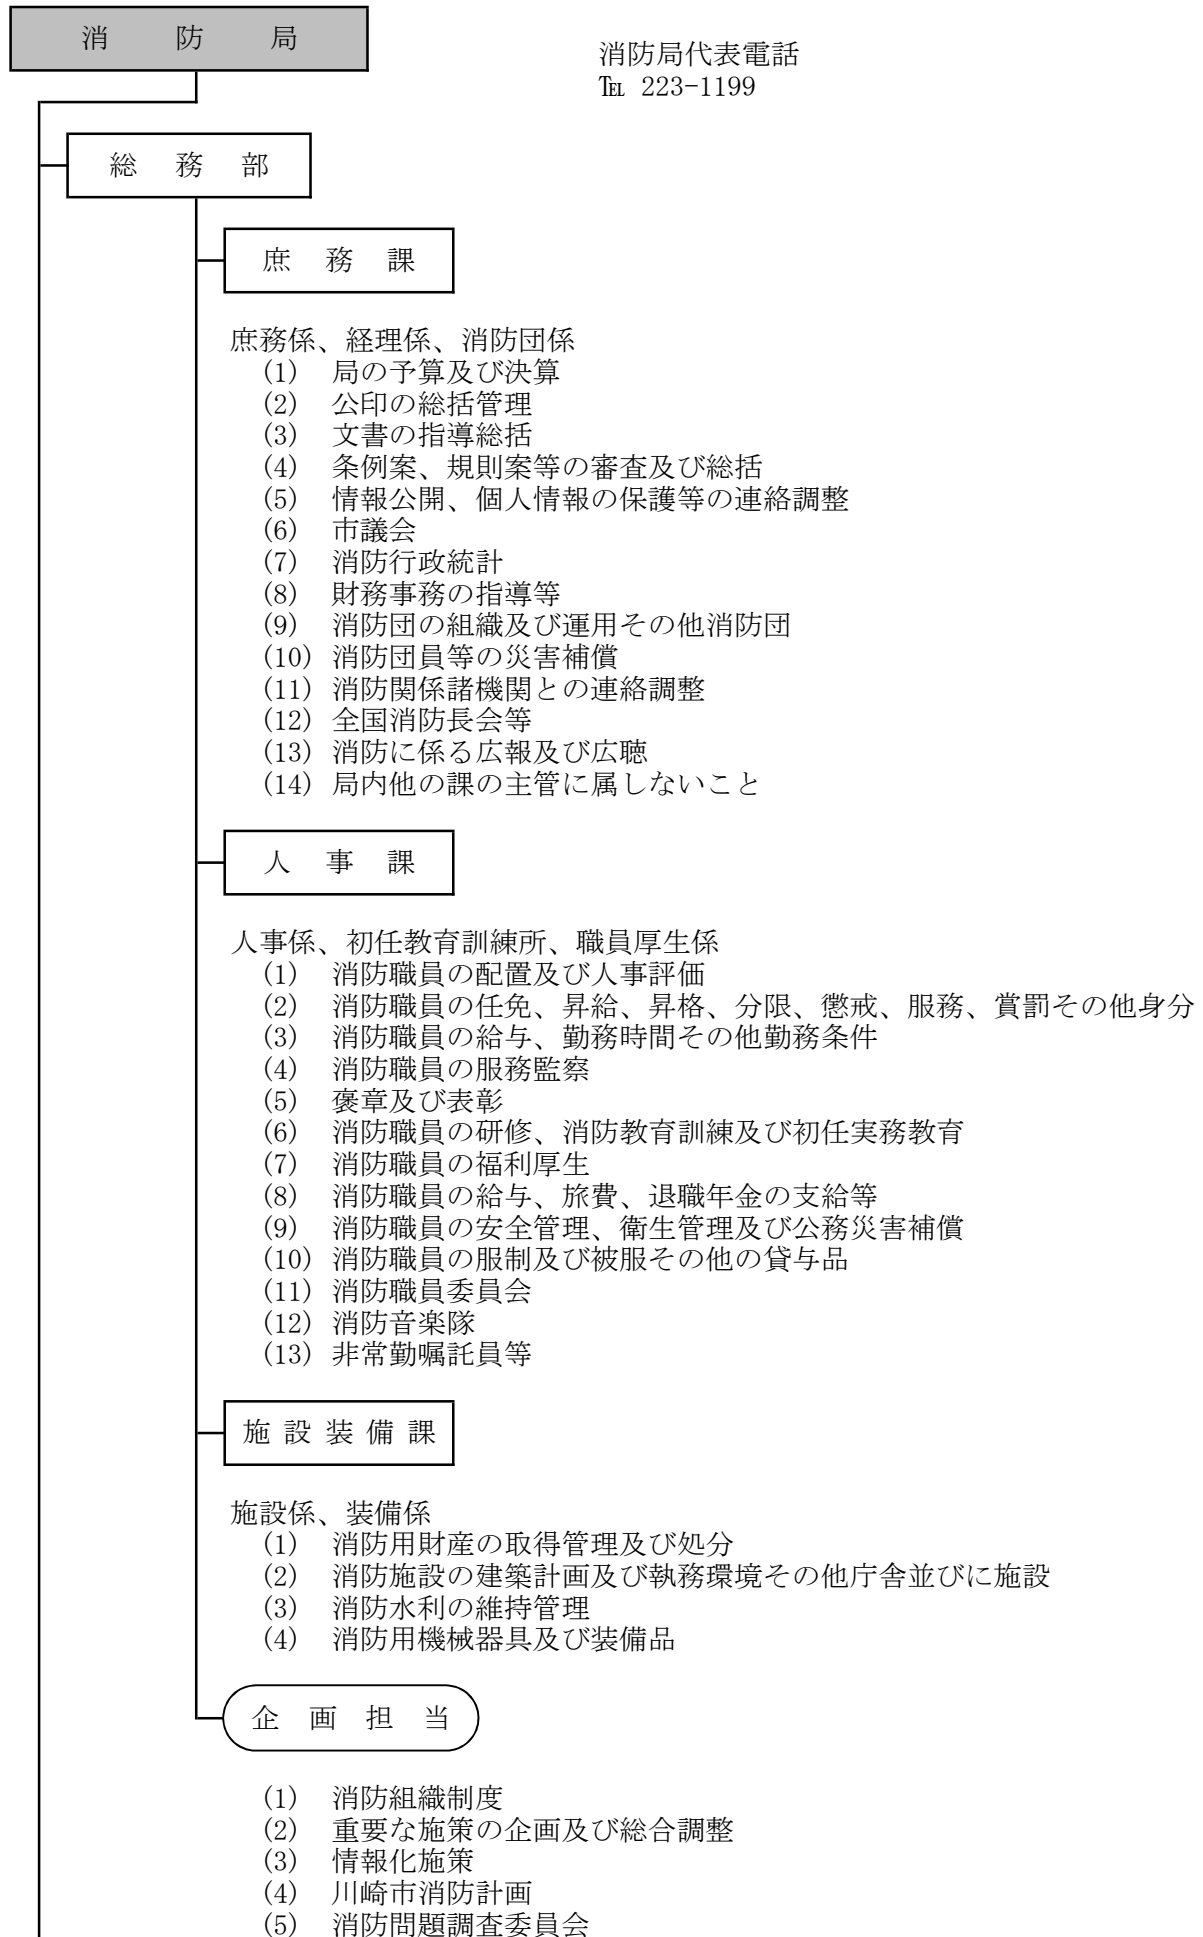 消防局
消防局代表電話
℡ 223-1199
総務部
庶務課
庶務係、経理係、消防団係
(1) 局の予算及び決算
(2) 公印の総括管理
(3) 文書の指導総括
(4) 条例案、規則案等の審査及び総括
(5) 情報公開、個人情報の保護等の連絡調整
(6) 市議会
(7) 消防行政統計
(8) 財務事務の指導等
(9) 消防団の組織及び運用その他消防団
(10) 消防団員等の災害補償
(11) 消防関係諸機関との連絡調整
(12) 全国消防長会等
(13) 消防に係る広報及び広聴
(14) 局内他の課の主管に属しないこと
人事課
人事係、初任教育訓練所、職員厚生係
(1) 消防職員の配置及び人事評価
(2) 消防職員の任免、昇給、昇格、分限、懲戒、服務、賞罰その他身分
(3) 消防職員の給与、勤務時間その他勤務条件
(4) 消防職員の服務監察
(5) 褒章及び表彰
(6) 消防職員の研修、消防教育訓練及び初任実務教育
(7) 消防職員の福利厚生
(8) 消防職員の給与、旅費、退職年金の支給等
(9) 消防職員の安全管理、衛生管理及び公務災害補償
(10) 消防職員の服制及び被服その他の貸与品
(11) 消防職員委員会
(12) 消防音楽隊
(13) 非常勤嘱託員等
施設装備課
施設係、装備係
(1) 消防用財産の取得管理及び処分
(2) 消防施設の建築計画及び執務環境その他庁舎並びに施設
(3) 消防水利の維持管理
(4) 消防用機械器具及び装備品
企画担当
(1) 消防組織制度
(2) 重要な施策の企画及び総合調整
(3) 情報化施策
(4) 川崎市消防計画
(5) 消防問題調査委員会